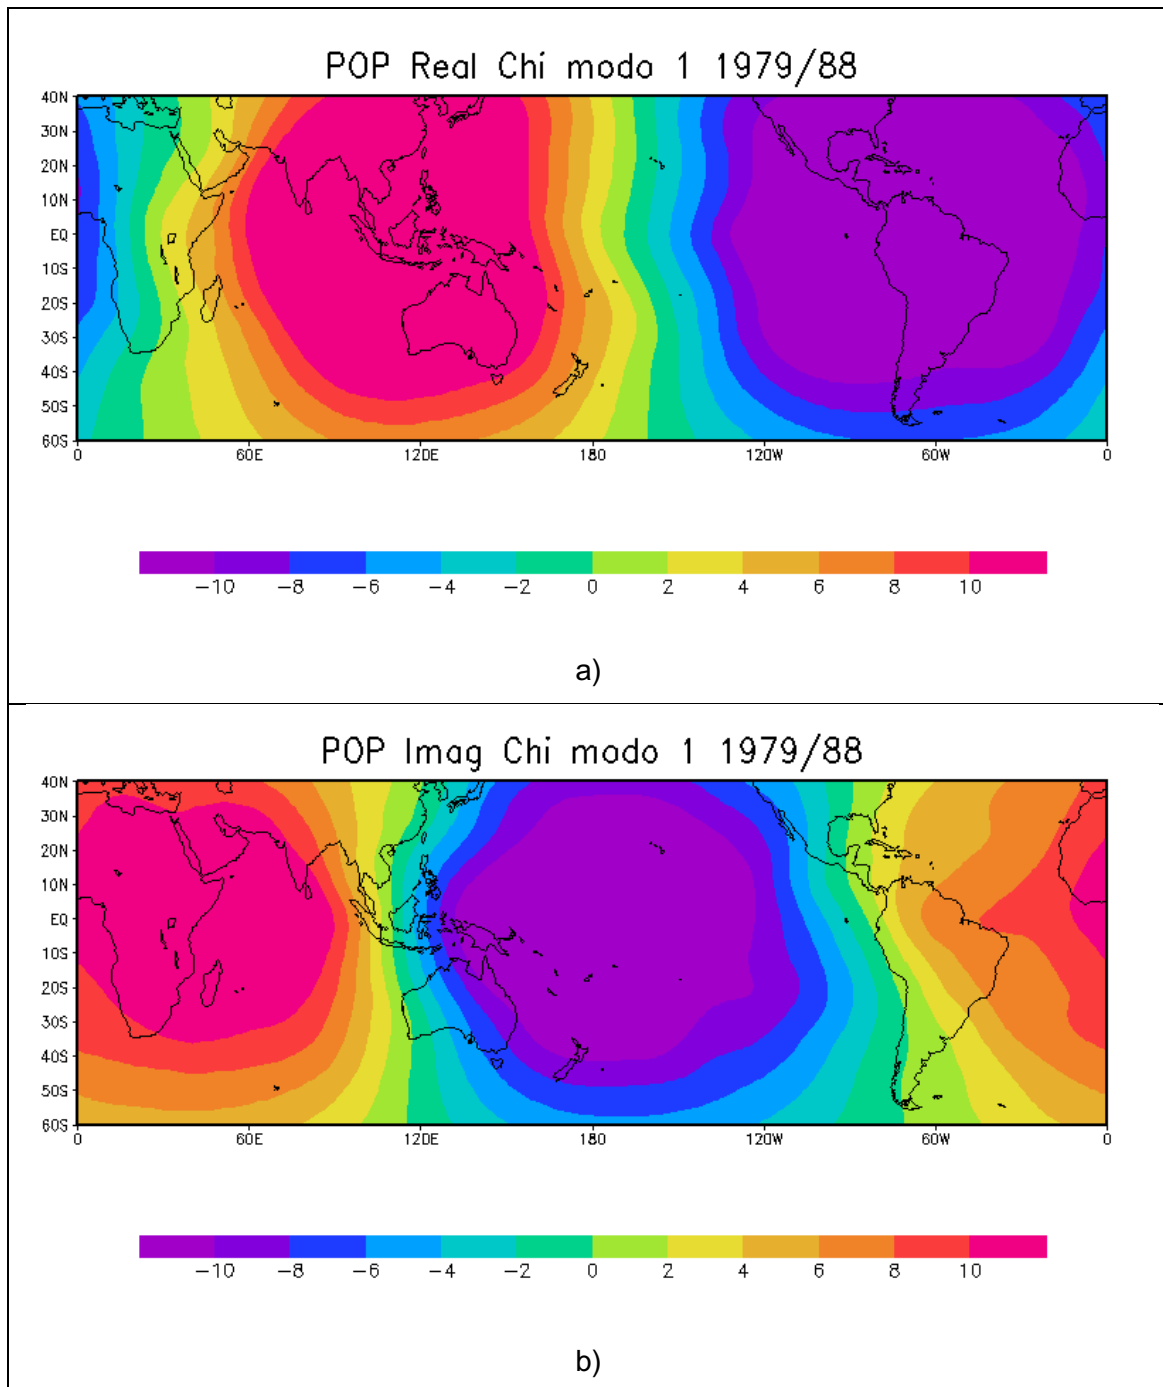 POP Real Chi modo 1 1979/88
40N
30N
20N
10N
EQ
10S
20S
30S
40S
50S
60S
0 60E 120E 180 120W 60W 0
-10 -8 -6 -4 -2 0 2 4 6 8 10
a)
POP Imag Chi modo 1 1979/88
40N
30N
20N
10N
EQ
10S
20S
30S
40S
50S
60S
0 60E 120E 180 120W 60W 0
-10 -8 -6 -4 -2 0 2 4 6 8 10
b)